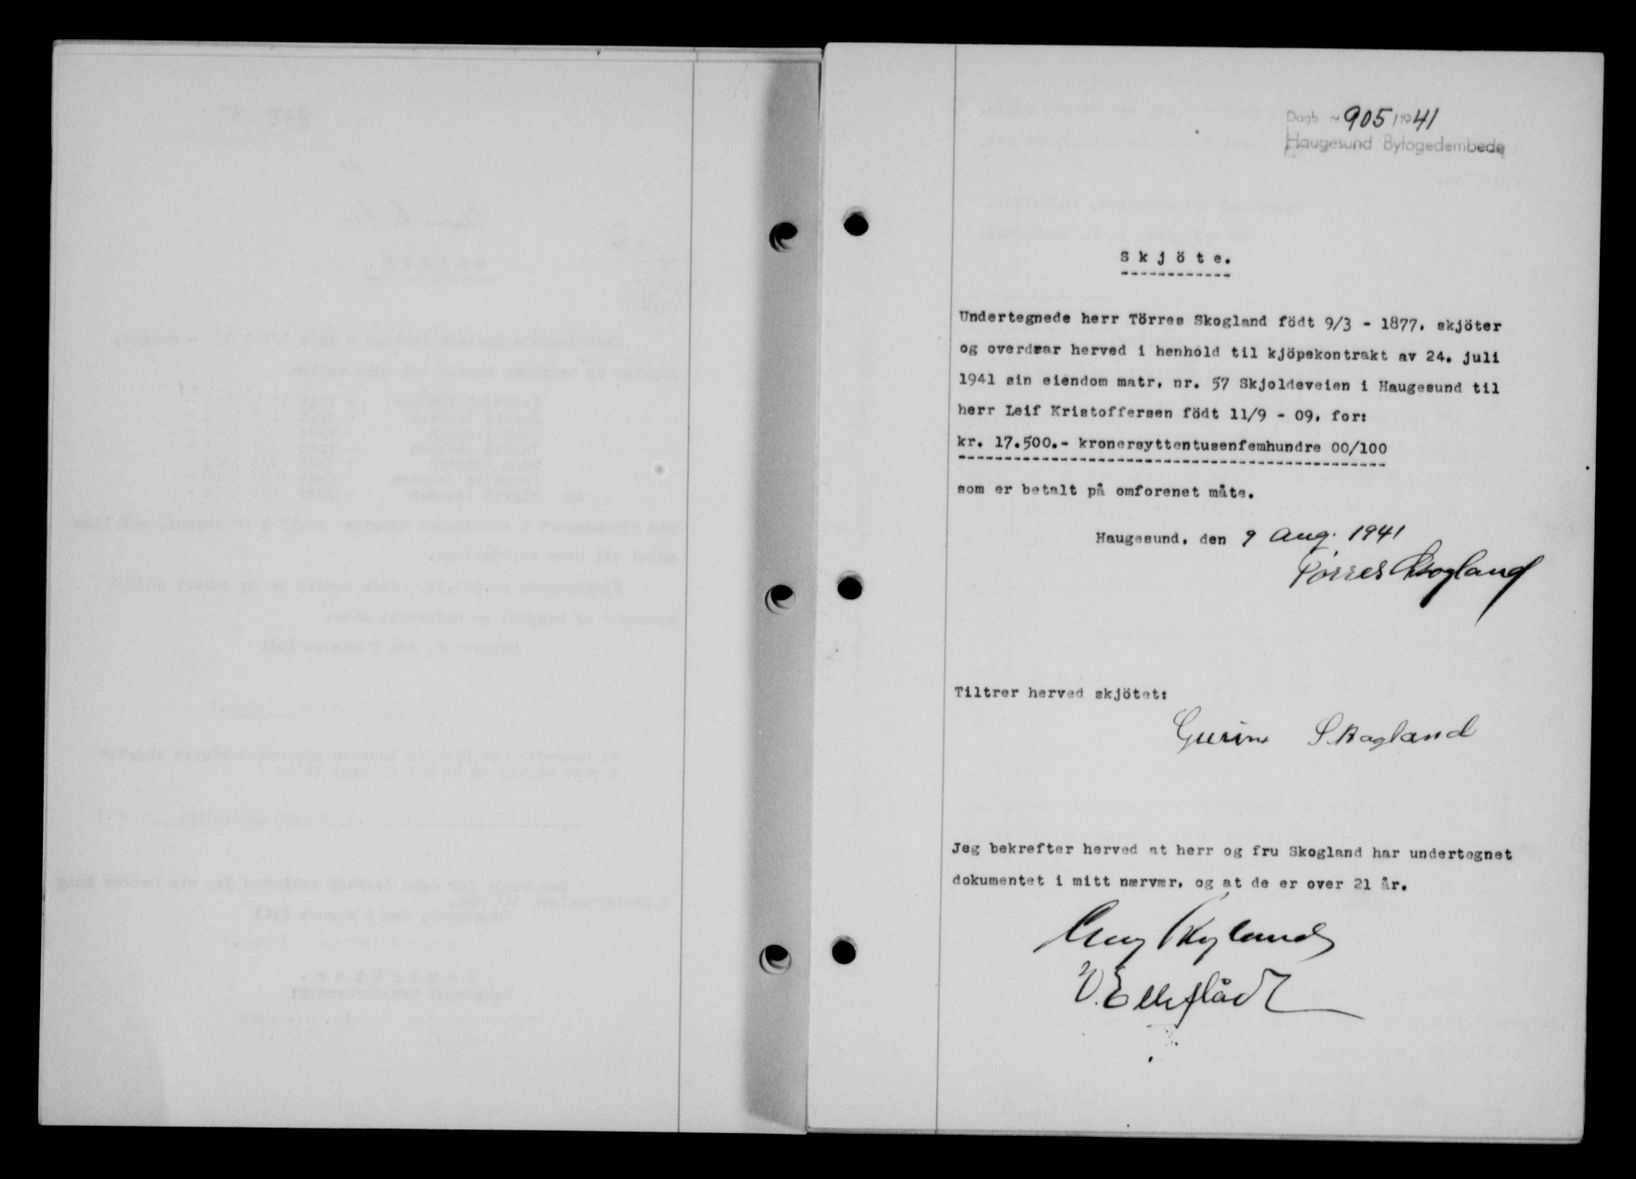 Dagb. nr. 905/1941
Haugesund Byfogedembede
Skjöte.
Undertegnede herr Törres Skogland födt 9/3 - 1877. skjöter
og overdrar herved i henhold til kjöpekontrakt av 24. juli
1941 sin eiendom matr. nr. 57 Skjoldeveien i Haugesund til
herr Leif Kristoffersen födt 11/9 - 09. for:
kr. 17.500.- kronersyttentusenfemhundre 00/100
som er betalt på omforenet måte.
Haugesund, den 9 Aug. 1941
Törres Skogland
Tiltrer herved skjötet:
Gurine Skogland
Jeg bekrefter herved at herr og fru Skogland har undertegnet
dokumentet i mitt nærvær, og at de er over 21 år.